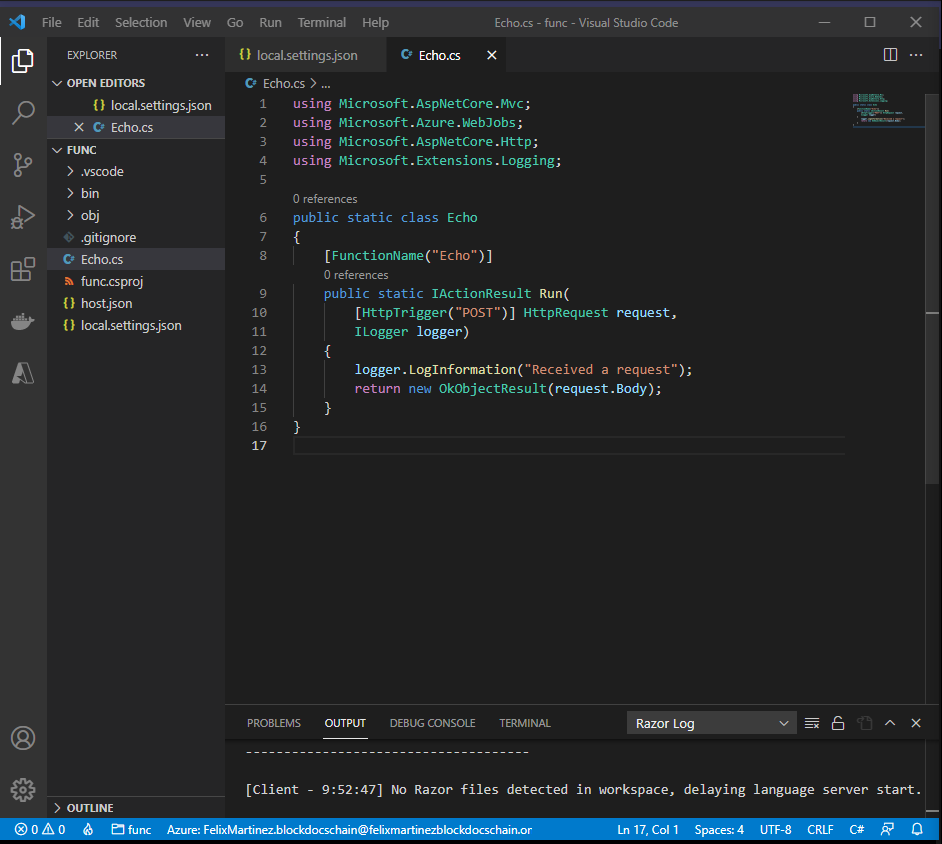 File Edit Selection View Go Run Terminal Help Echo.cs - func - Visual Studio Code
EXPLORER ...
{} local.settings.json C# Echo.cs
OPEN EDITORS
{} local.settings.json
C# Echo.cs
FUNC
.vscode
bin
obj
.gitignore
C# Echo.cs
func.csproj
{} host.json
{} local.settings.json
OUTLINE
C# Echo.cs > ...
1 using Microsoft.AspNetCore.Mvc;
2 using Microsoft.Azure.WebJobs;
3 using Microsoft.AspNetCore.Http;
4 using Microsoft.Extensions.Logging;
5
0 references
6 public static class Echo
7 {
8 [FunctionName("Echo")]
0 references
9 public static IActionResult Run(
10 [HttpTrigger("POST")] HttpRequest request,
11 ILogger logger)
12 {
13 logger.LogInformation("Received a request");
14 return new OkObjectResult(request.Body);
15 }
16 }
17
PROBLEMS OUTPUT DEBUG CONSOLE TERMINAL Razor Log
-------------------------------------
[Client - 9:52:47] No Razor files detected in workspace, delaying language server start.
0 0 func Azure: FelixMartinez.blockdocschain@felixmartinezblockdocschain.or Ln 17, Col 1 Spaces: 4 UTF-8 CRLF C#